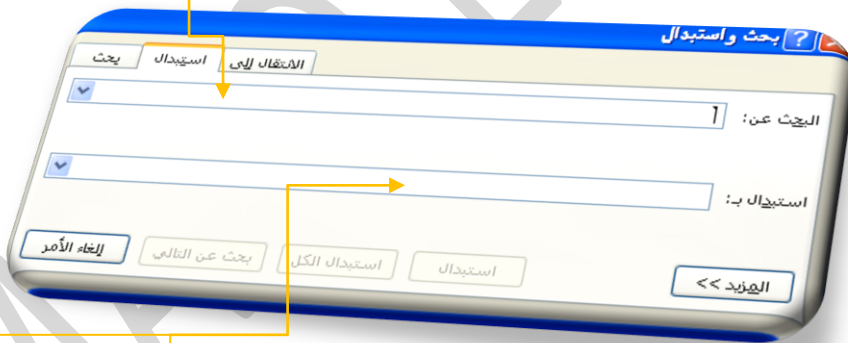 بحث واستبدال
بحث استبدال الانتقال إلى
البحث عن:
استبدال بـ:
المزيد >> استبدال استبدال الكل بحث عن التالي إلغاء الأمر